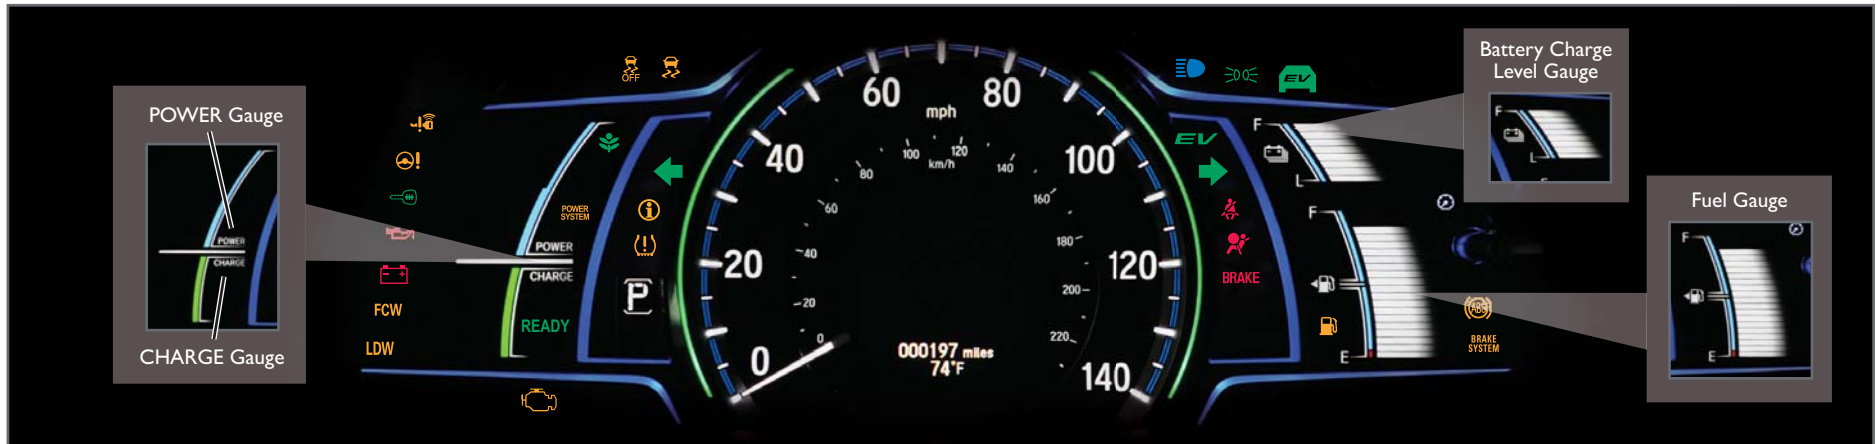 POWER Gauge
POWER
CHARGE
CHARGE Gauge
OFF
FCW
LDW
POWER
SYSTEM
POWER
CHARGE
READY
P
0
20
40
60
80
100
120
140
mph
0
20
40
60
80
100
120
140
160
180
200
220
km/h
000197 miles
74°F
EV
EV
BRAKE
F
L
F
E
ABS
BRAKE
SYSTEM
Battery Charge
Level Gauge
F
L
Fuel Gauge
F
E